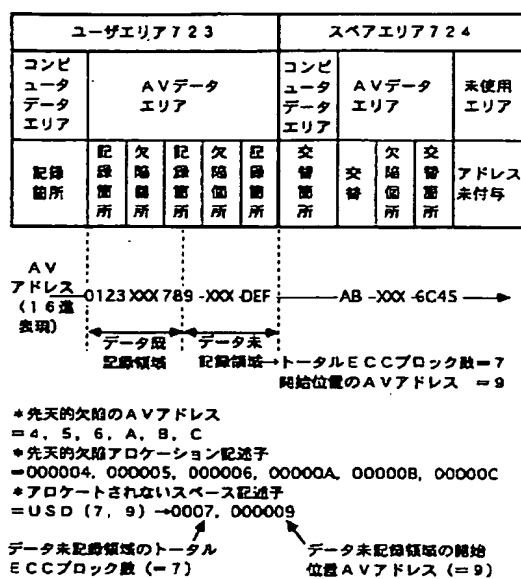 ユーザエリア723
スペアエリア724
コンピュータデータエリア
AVデータエリア
コンピュータデータエリア
AVデータエリア
未使用エリア
記録箇所
記録箇所
欠陥箇所
記録箇所
欠陥箇所
記録箇所
交替箇所
交替
欠陥箇所
交替箇所
アドレス未付与
AVアドレス(16進表現)
0123 XXX 789 -XXX -DEF
AB -XXX -6C45
データ既記録領域
データ未記録領域
トータルECCブロック数=7
開始位置のAVアドレス =9
*先天的欠陥のAVアドレス
=4, 5, 6, A, B, C
*先天的欠陥アロケーション記述子
=000004, 000005, 000006, 00000A, 00000B, 00000C
*アロケートされないスペース記述子
=USD (7, 9) →0007, 000009
データ未記録領域のトータル
ECCブロック数 (=7)
データ未記録領域の開始
位置AVアドレス (=9)